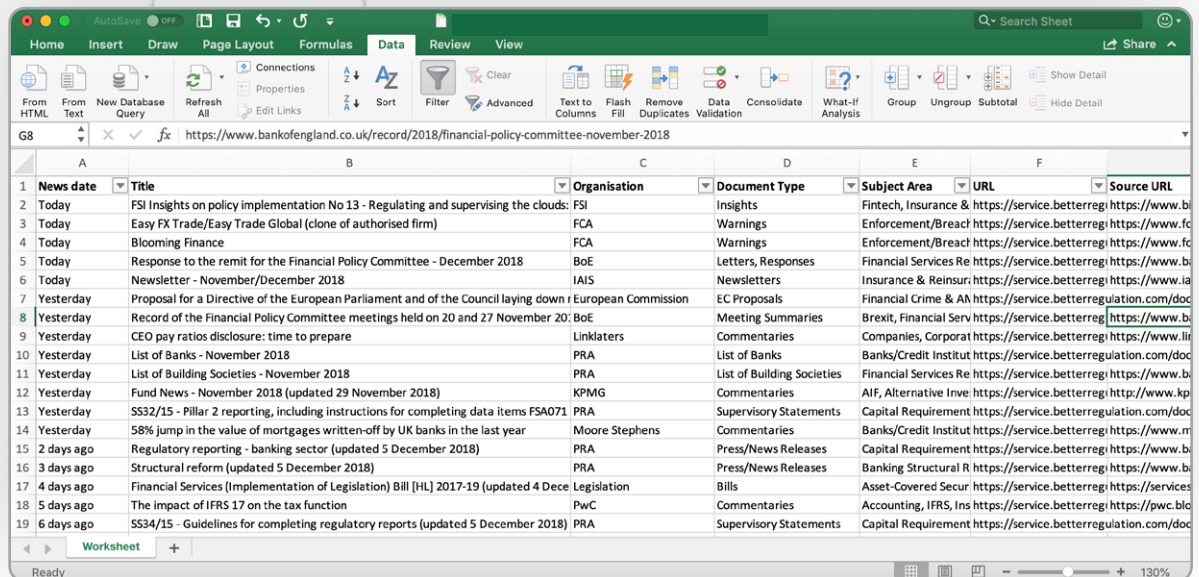 AutoSave OFF Search Sheet
Home Insert Draw Page Layout Formulas Data Review View Share
From HTML From Text New Database Query Refresh All Connections Properties Edit Links Sort Filter Clear Advanced Text to Columns Flash Fill Remove Duplicates Data Validation Consolidate What-If Analysis Group Ungroup Subtotal Show Detail Hide Detail
G8 fx https://www.bankofengland.co.uk/record/2018/financial-policy-committee-november-2018
A B C D E F
1 News date Title Organisation Document Type Subject Area URL Source URL
2 Today FSI Insights on policy implementation No 13 - Regulating and supervising the clouds: FSI Insights Fintech, Insurance & https://service.betterreg https://www.bi
3 Today Easy FX Trade/Easy Trade Global (clone of authorised firm) FCA Warnings Enforcement/Breach https://service.betterreg https://www.fc
4 Today Blooming Finance FCA Warnings Enforcement/Breach https://service.betterreg https://www.fc
5 Today Response to the remit for the Financial Policy Committee - December 2018 BoE Letters, Responses Financial Services Re https://service.betterreg https://www.ba
6 Today Newsletter - November/December 2018 IAIS Newsletters Insurance & Reinsur https://service.betterreg https://www.ia
7 Yesterday Proposal for a Directive of the European Parliament and of the Council laying down European Commission EC Proposals Financial Crime & AM https://service.betterregulation.com/doc
8 Yesterday Record of the Financial Policy Committee meetings held on 20 and 27 November 20 BoE Meeting Summaries Brexit, Financial Serv https://service.betterreg https://www.ba
9 Yesterday CEO pay ratios disclosure: time to prepare Linklaters Commentaries Companies, Corporat https://service.betterreg https://www.lin
10 Yesterday List of Banks - November 2018 PRA List of Banks Banks/Credit Institut https://service.betterregulation.com/doc
11 Yesterday List of Building Societies - November 2018 PRA List of Building Societies Financial Services Re https://service.betterreg https://www.ba
12 Yesterday Fund News - November 2018 (updated 29 November 2018) KPMG Commentaries AIF, Alternative Inve https://service.betterreg http://www.kp
13 Yesterday SS32/15 - Pillar 2 reporting, including instructions for completing data items FSA071 PRA Supervisory Statements Capital Requirement https://service.betterregulation.com/doc
14 Yesterday 58% jump in the value of mortgages written-off by UK banks in the last year Moore Stephens Commentaries Banks/Credit Institut https://service.betterreg https://www.m
15 2 days ago Regulatory reporting - banking sector (updated 5 December 2018) PRA Press/News Releases Capital Requirement https://service.betterreg https://www.ba
16 3 days ago Structural reform (updated 5 December 2018) PRA Press/News Releases Banking Structural R https://service.betterreg https://www.ba
17 4 days ago Financial Services (Implementation of Legislation) Bill [HL] 2017-19 (updated 4 Dece Legislation Bills Asset-Covered Secur https://service.betterreg https://services
18 5 days ago The impact of IFRS 17 on the tax function PwC Commentaries Accounting, IFRS, Ins https://service.betterreg https://pwc.blo
19 6 days ago SS34/15 - Guidelines for completing regulatory reports (updated 5 December 2018) PRA Supervisory Statements Capital Requirement https://service.betterregulation.com/doc
Worksheet +
Ready 130%